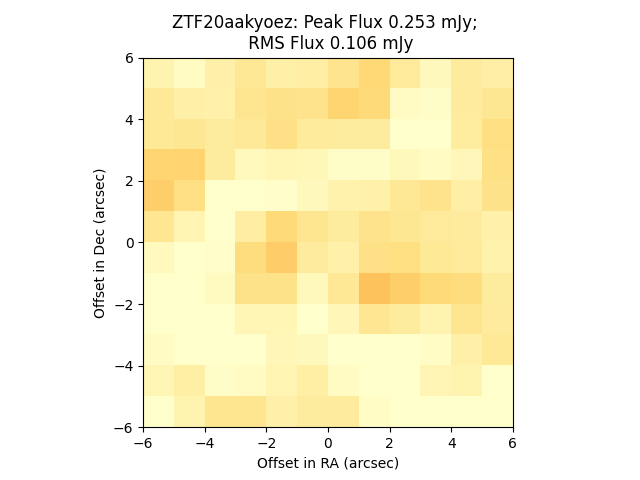 ZTF20aakyoez: Peak Flux 0.253 mJy;
RMS Flux 0.106 mJy
6
4
2
0
−2
−4
−6
Offset in Dec (arcsec)
−6 −4 −2 0 2 4 6
Offset in RA (arcsec)